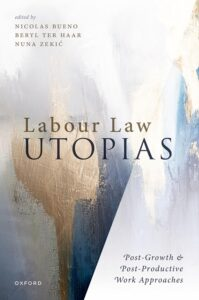 edited by
NICOLAS BUENO
BERYL TER HAAR
NUNA ZEKIĆ
Labour Law
UTOPIAS
Post-Growth &
Post-Productive
Work Approaches
OXFORD